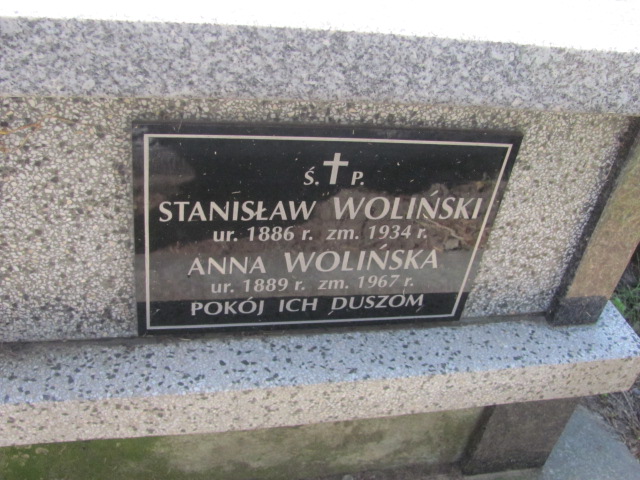 Ś. P.
STANISŁAW WOLIŃSKI
ur. 1886 r. zm. 1934 r.
ANNA WOLIŃSKA
ur. 1889 r. zm. 1967 r.
POKÓJ ICH DUSZOM